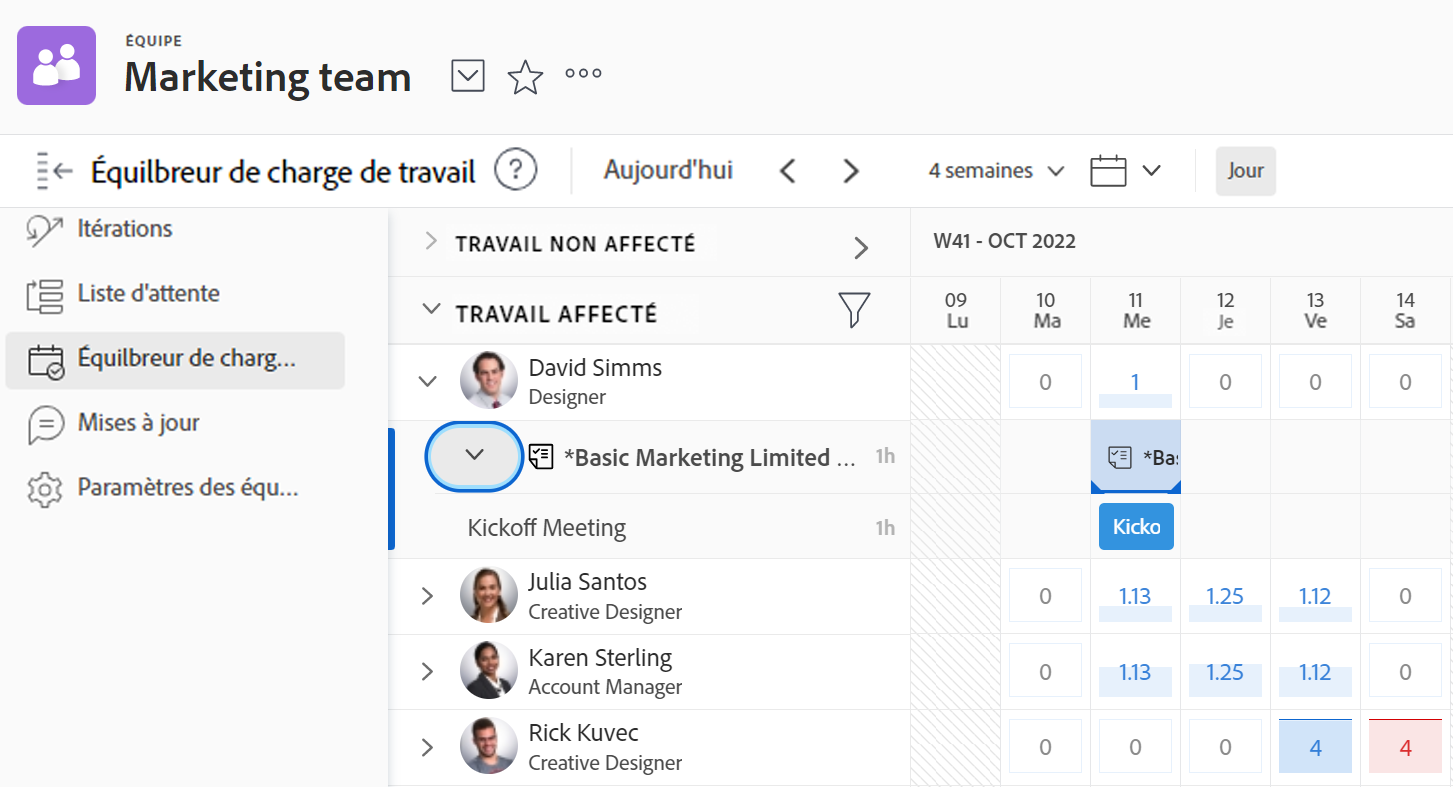 ÉQUIPE
Marketing team
Équilbreur de charge de travail ?
Aujourd'hui
4 semaines
Jour
Itérations
Liste d'attente
Équilbreur de charg...
Mises à jour
Paramètres des équ...
TRAVAIL NON AFFECTÉ
W41 - OCT 2022
TRAVAIL AFFECTÉ
09 10 11 12 13 14
Lu Ma Me Je Ve Sa
David Simms
Designer
0 1 0 0 0
*Basic Marketing Limited ... 1h *Ba
Kickoff Meeting 1h Kicko
Julia Santos
Creative Designer
0 1.13 1.25 1.12 0
Karen Sterling
Account Manager
0 1.13 1.25 1.12 0
Rick Kuvec
Creative Designer
0 0 0 4 4